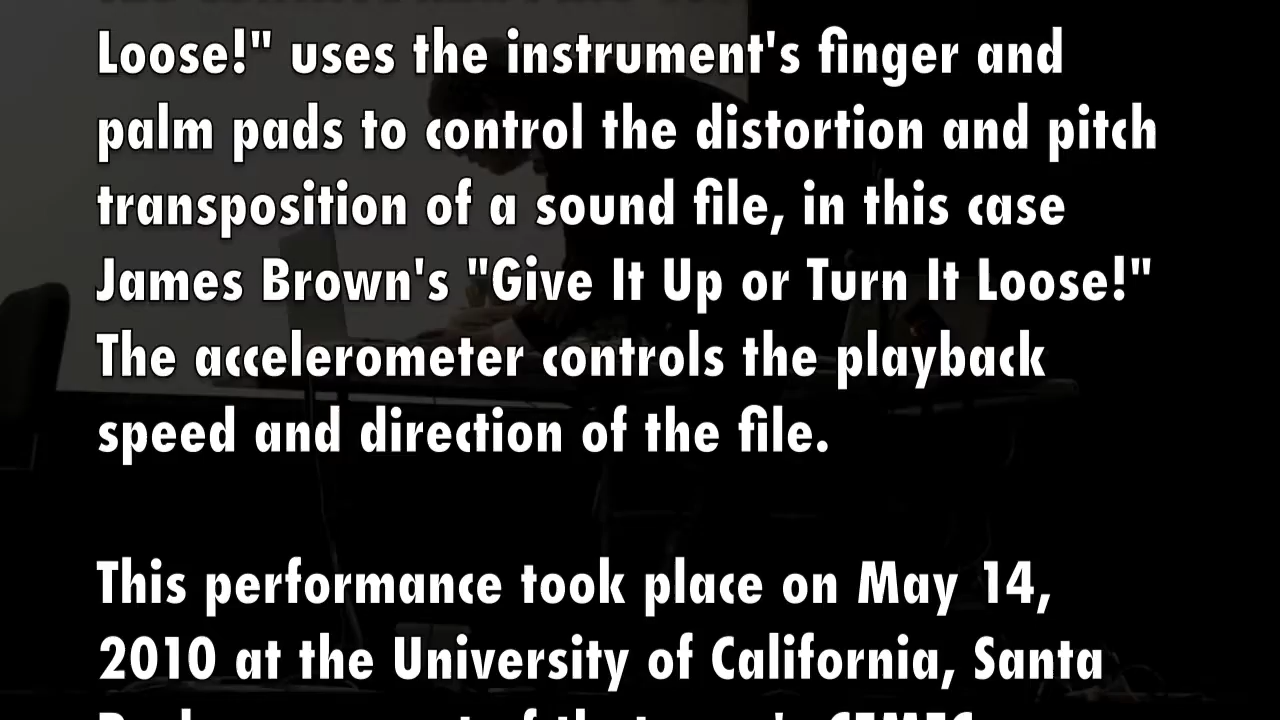 Loose!" uses the instrument's finger and
palm pads to control the distortion and pitch
transposition of a sound file, in this case
James Brown's "Give It Up or Turn It Loose!"
The accelerometer controls the playback
speed and direction of the file.
This performance took place on May 14,
2010 at the University of California, Santa